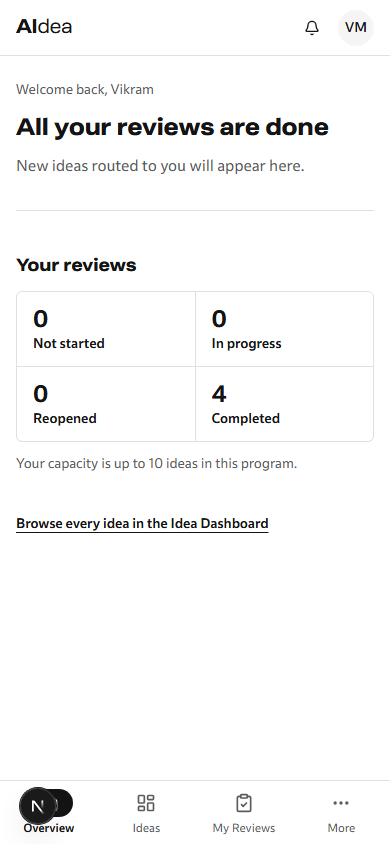 AIdea
VM
Welcome back, Vikram
All your reviews are done
New ideas routed to you will appear here.
Your reviews
0
Not started
0
In progress
0
Reopened
4
Completed
Your capacity is up to 10 ideas in this program.
Browse every idea in the Idea Dashboard
N
Overview
Ideas
My Reviews
More